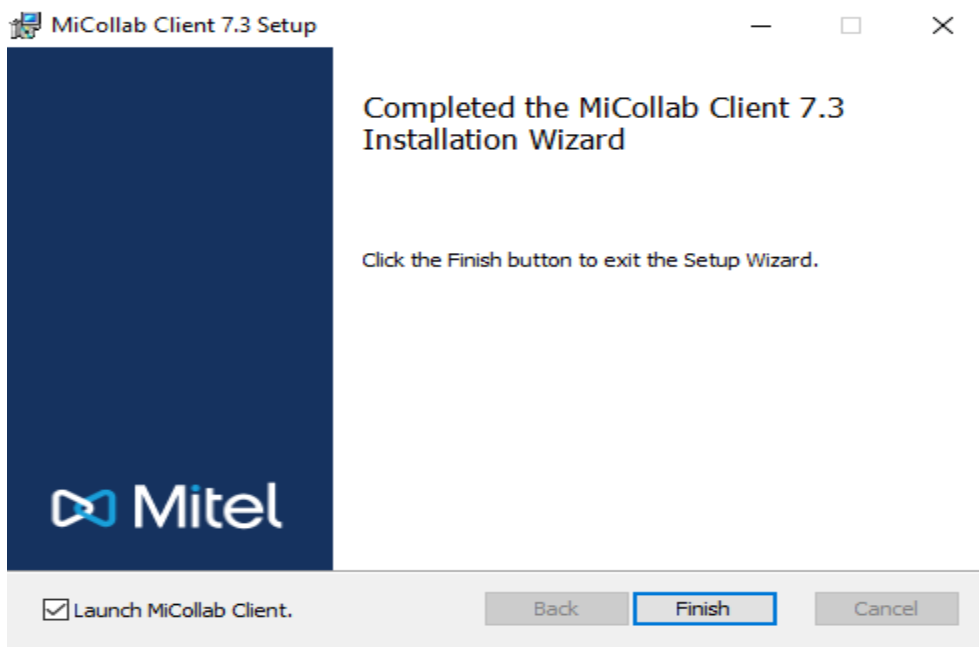 MiCollab Client 7.3 Setup
Completed the MiCollab Client 7.3
Installation Wizard
Click the Finish button to exit the Setup Wizard.
Mitel
Launch MiCollab Client.
Back
Finish
Cancel